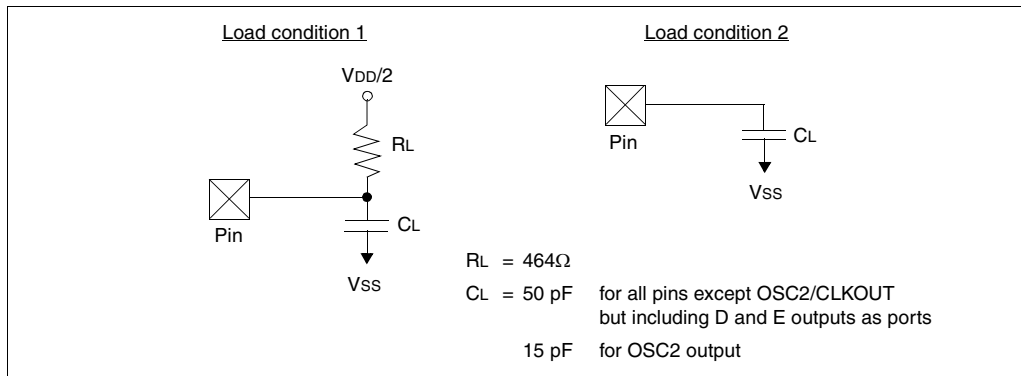 Load condition 1
VDD/2
RL
CL
Pin
VSS
Load condition 2
CL
Pin
VSS
RL = 464Ω
CL = 50 pF for all pins except OSC2/CLKOUT
but including D and E outputs as ports
15 pF for OSC2 output